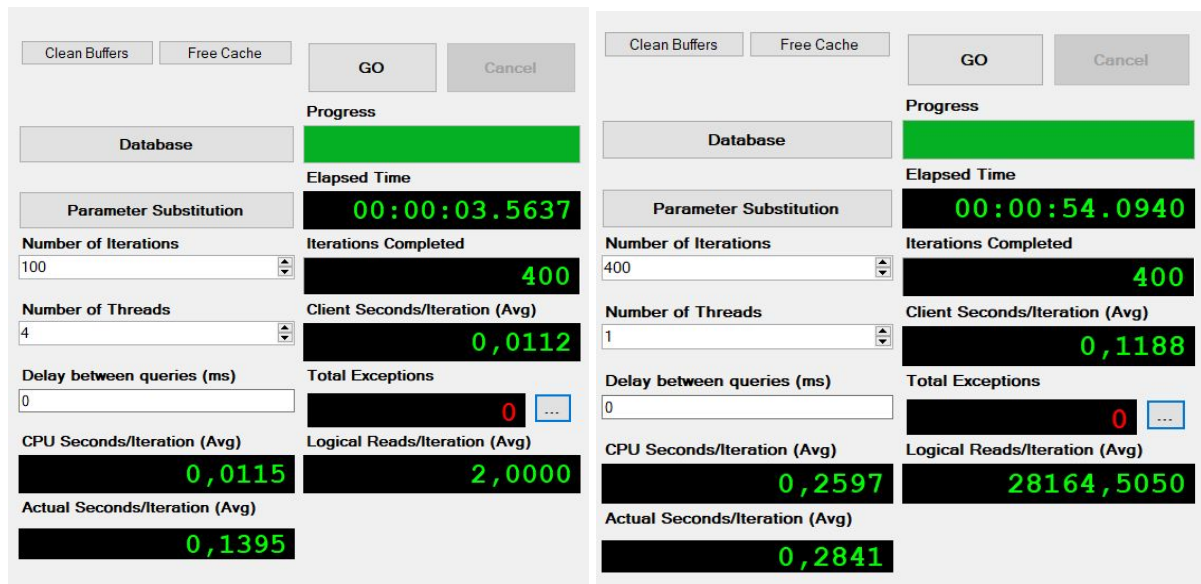 Clean Buffers
Free Cache
GO
Cancel
Progress
Database
Elapsed Time
Parameter Substitution
00:00:03.5637
Number of Iterations
Iterations Completed
100
400
Number of Threads
Client Seconds/Iteration (Avg)
4
0,0112
Delay between queries (ms)
Total Exceptions
0
0
...
CPU Seconds/Iteration (Avg)
Logical Reads/Iteration (Avg)
0,0115
2,0000
Actual Seconds/Iteration (Avg)
0,1395
Clean Buffers
Free Cache
GO
Cancel
Progress
Database
Elapsed Time
Parameter Substitution
00:00:54.0940
Number of Iterations
Iterations Completed
400
400
Number of Threads
Client Seconds/Iteration (Avg)
1
0,1188
Delay between queries (ms)
Total Exceptions
0
0
...
CPU Seconds/Iteration (Avg)
Logical Reads/Iteration (Avg)
0,2597
28164,5050
Actual Seconds/Iteration (Avg)
0,2841